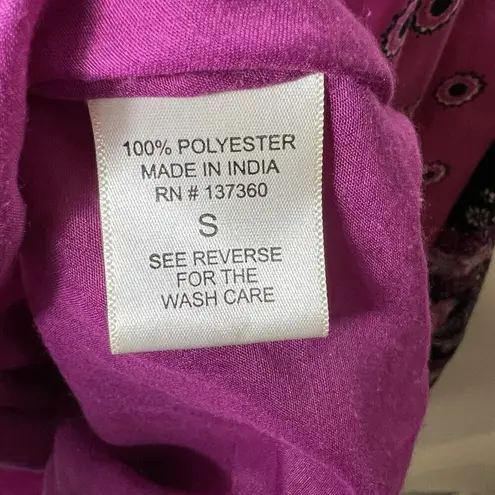 100% POLYESTER
MADE IN INDIA
RN # 137360
S
SEE REVERSE
FOR THE
WASH CARE